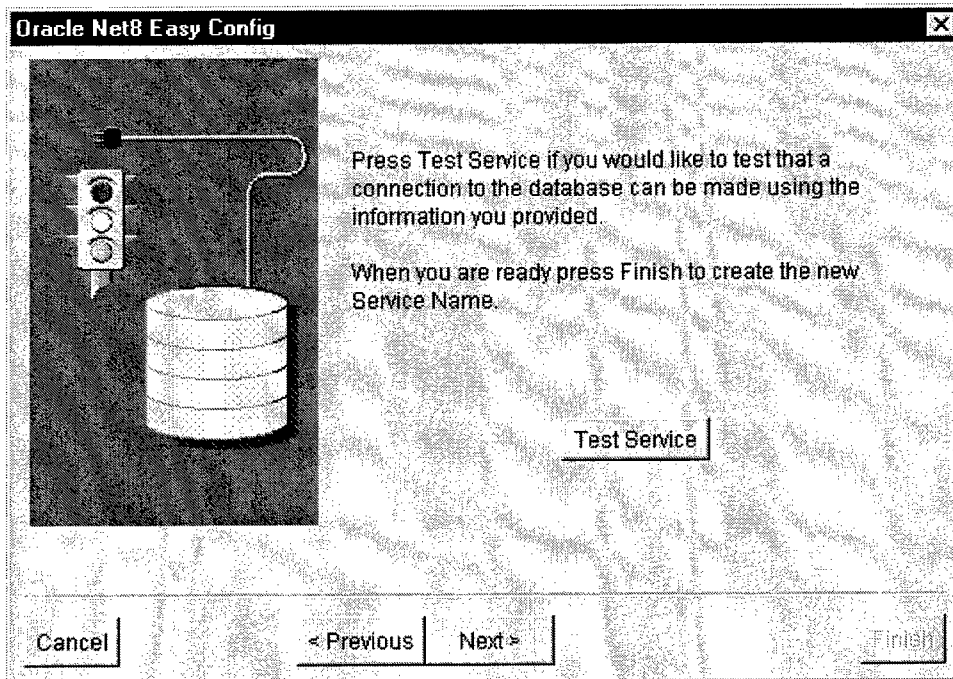 Oracle Net8 Easy Config
Press Test Service if you would like to test that a
connection to the database can be made using the
information you provided.
When you are ready press Finish to create the new
Service Name.
Test Service
Cancel
< Previous
Next >
Finish